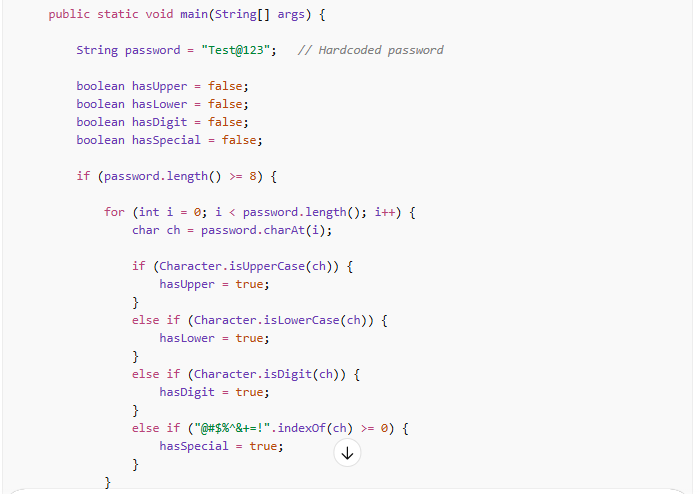 public static void main(String[] args) {
String password = "Test@123";   // Hardcoded password
boolean hasUpper = false;
boolean hasLower = false;
boolean hasDigit = false;
boolean hasSpecial = false;
if (password.length() >= 8) {
for (int i = 0; i < password.length(); i++) {
char ch = password.charAt(i);
if (Character.isUpperCase(ch)) {
hasUpper = true;
}
else if (Character.isLowerCase(ch)) {
hasLower = true;
}
else if (Character.isDigit(ch)) {
hasDigit = true;
}
else if ("@#$%^&+=!".indexOf(ch) >= 0) {
hasSpecial = true;
}
}